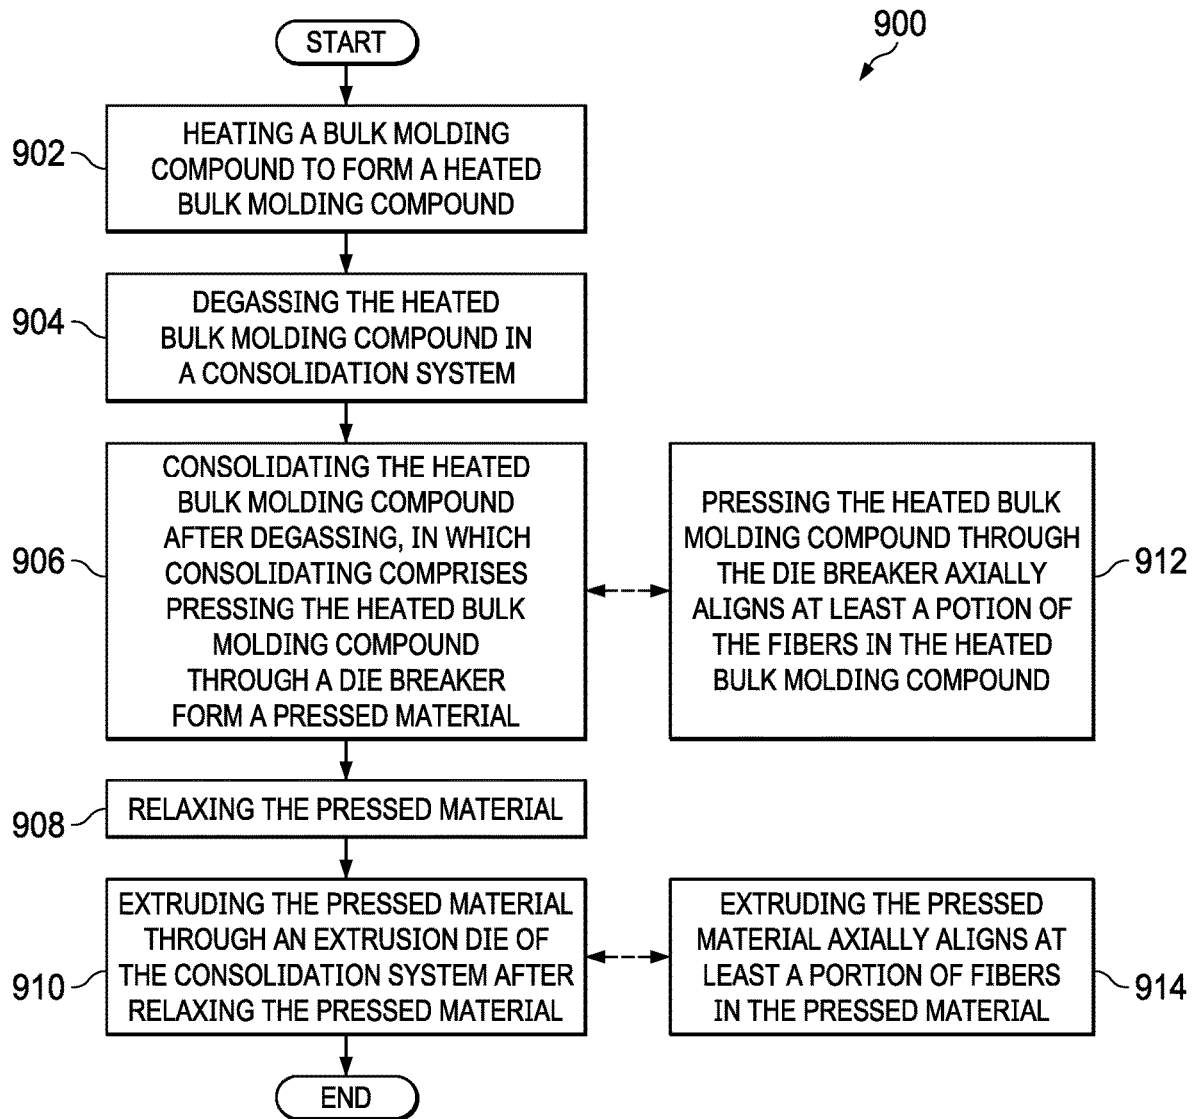 START
900
902
HEATING A BULK MOLDING
COMPOUND TO FORM A HEATED
BULK MOLDING COMPOUND
904
DEGASSING THE HEATED
BULK MOLDING COMPOUND IN
A CONSOLIDATION SYSTEM
906
CONSOLIDATING THE HEATED
BULK MOLDING COMPOUND
AFTER DEGASSING, IN WHICH
CONSOLIDATING COMPRISES
PRESSING THE HEATED BULK
MOLDING COMPOUND
THROUGH A DIE BREAKER
FORM A PRESSED MATERIAL
PRESSING THE HEATED BULK
MOLDING COMPOUND THROUGH
THE DIE BREAKER AXIALLY
ALIGNS AT LEAST A POTION OF
THE FIBERS IN THE HEATED
BULK MOLDING COMPOUND
912
908
RELAXING THE PRESSED MATERIAL
910
EXTRUDING THE PRESSED MATERIAL
THROUGH AN EXTRUSION DIE OF
THE CONSOLIDATION SYSTEM AFTER
RELAXING THE PRESSED MATERIAL
EXTRUDING THE PRESSED
MATERIAL AXIALLY ALIGNS AT
LEAST A PORTION OF FIBERS
IN THE PRESSED MATERIAL
914
END